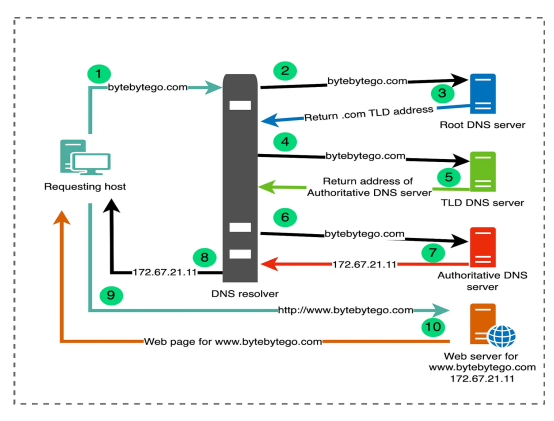 1
bytebytego.com
2
bytebytego.com
3
Return .com TLD address
Root DNS server
4
bytebytego.com
Requesting host
Return address of
Authoritative DNS server
5
TLD DNS server
6
bytebytego.com
7
172.67.21.11
8
172.67.21.11
Authoritative DNS
server
DNS resolver
9
http://www.bytebytego.com
10
Web page for www.bytebytego.com
Web server for
www.bytebytego.com
172.67.21.11